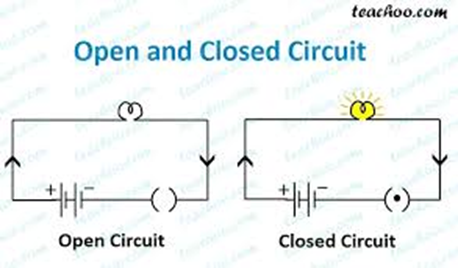 teachoo.com
Open and Closed Circuit
+ − + −
Open Circuit Closed Circuit